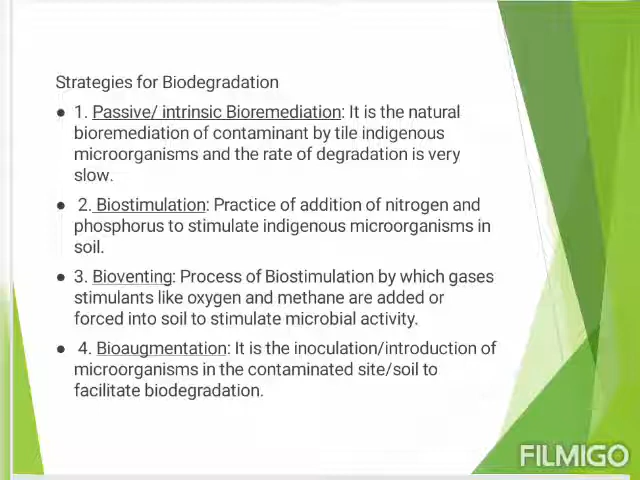 Strategies for Biodegradation
● 1. Passive/ intrinsic Bioremediation: It is the natural
bioremediation of contaminant by tile indigenous
microorganisms and the rate of degradation is very
slow.
● 2. Biostimulation: Practice of addition of nitrogen and
phosphorus to stimulate indigenous microorganisms in
soil.
● 3. Bioventing: Process of Biostimulation by which gases
stimulants like oxygen and methane are added or
forced into soil to stimulate microbial activity.
● 4. Bioaugmentation: It is the inoculation/introduction of
microorganisms in the contaminated site/soil to
facilitate biodegradation.
FILMIGO